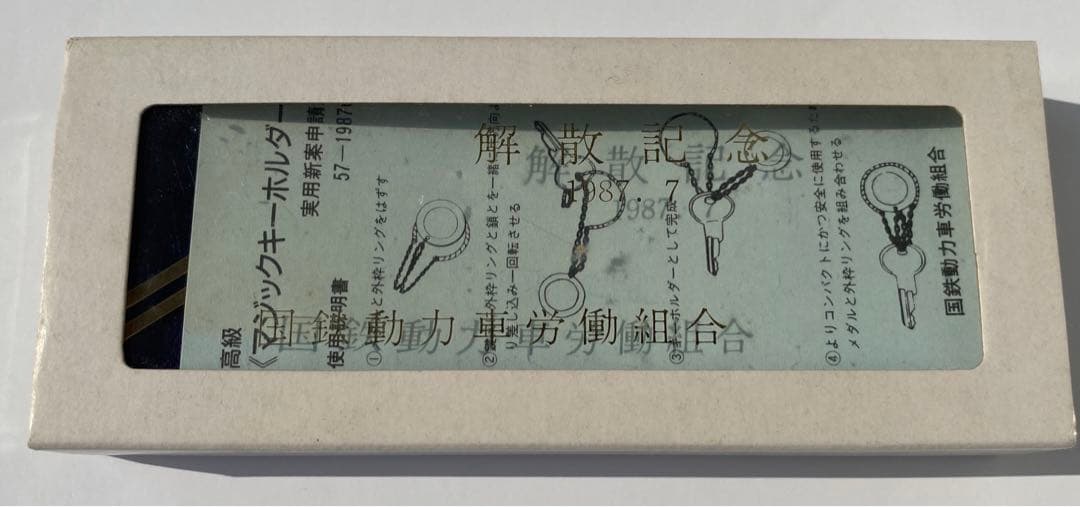 解散記念
1987. 7
国鉄動力車労働組合
高級
《マジックキーホルダー
使用説明書
実用新案申請
57-1987
と外枠リングをはずす
②
外枠リングと鎖とを一緒
り差し込み一回転させる
③
キーホルダーとして完成
④よりコンパクトにかつ安全に使用するた
メダルと外枠リングを組み合わせる
国鉄動力車労働組合